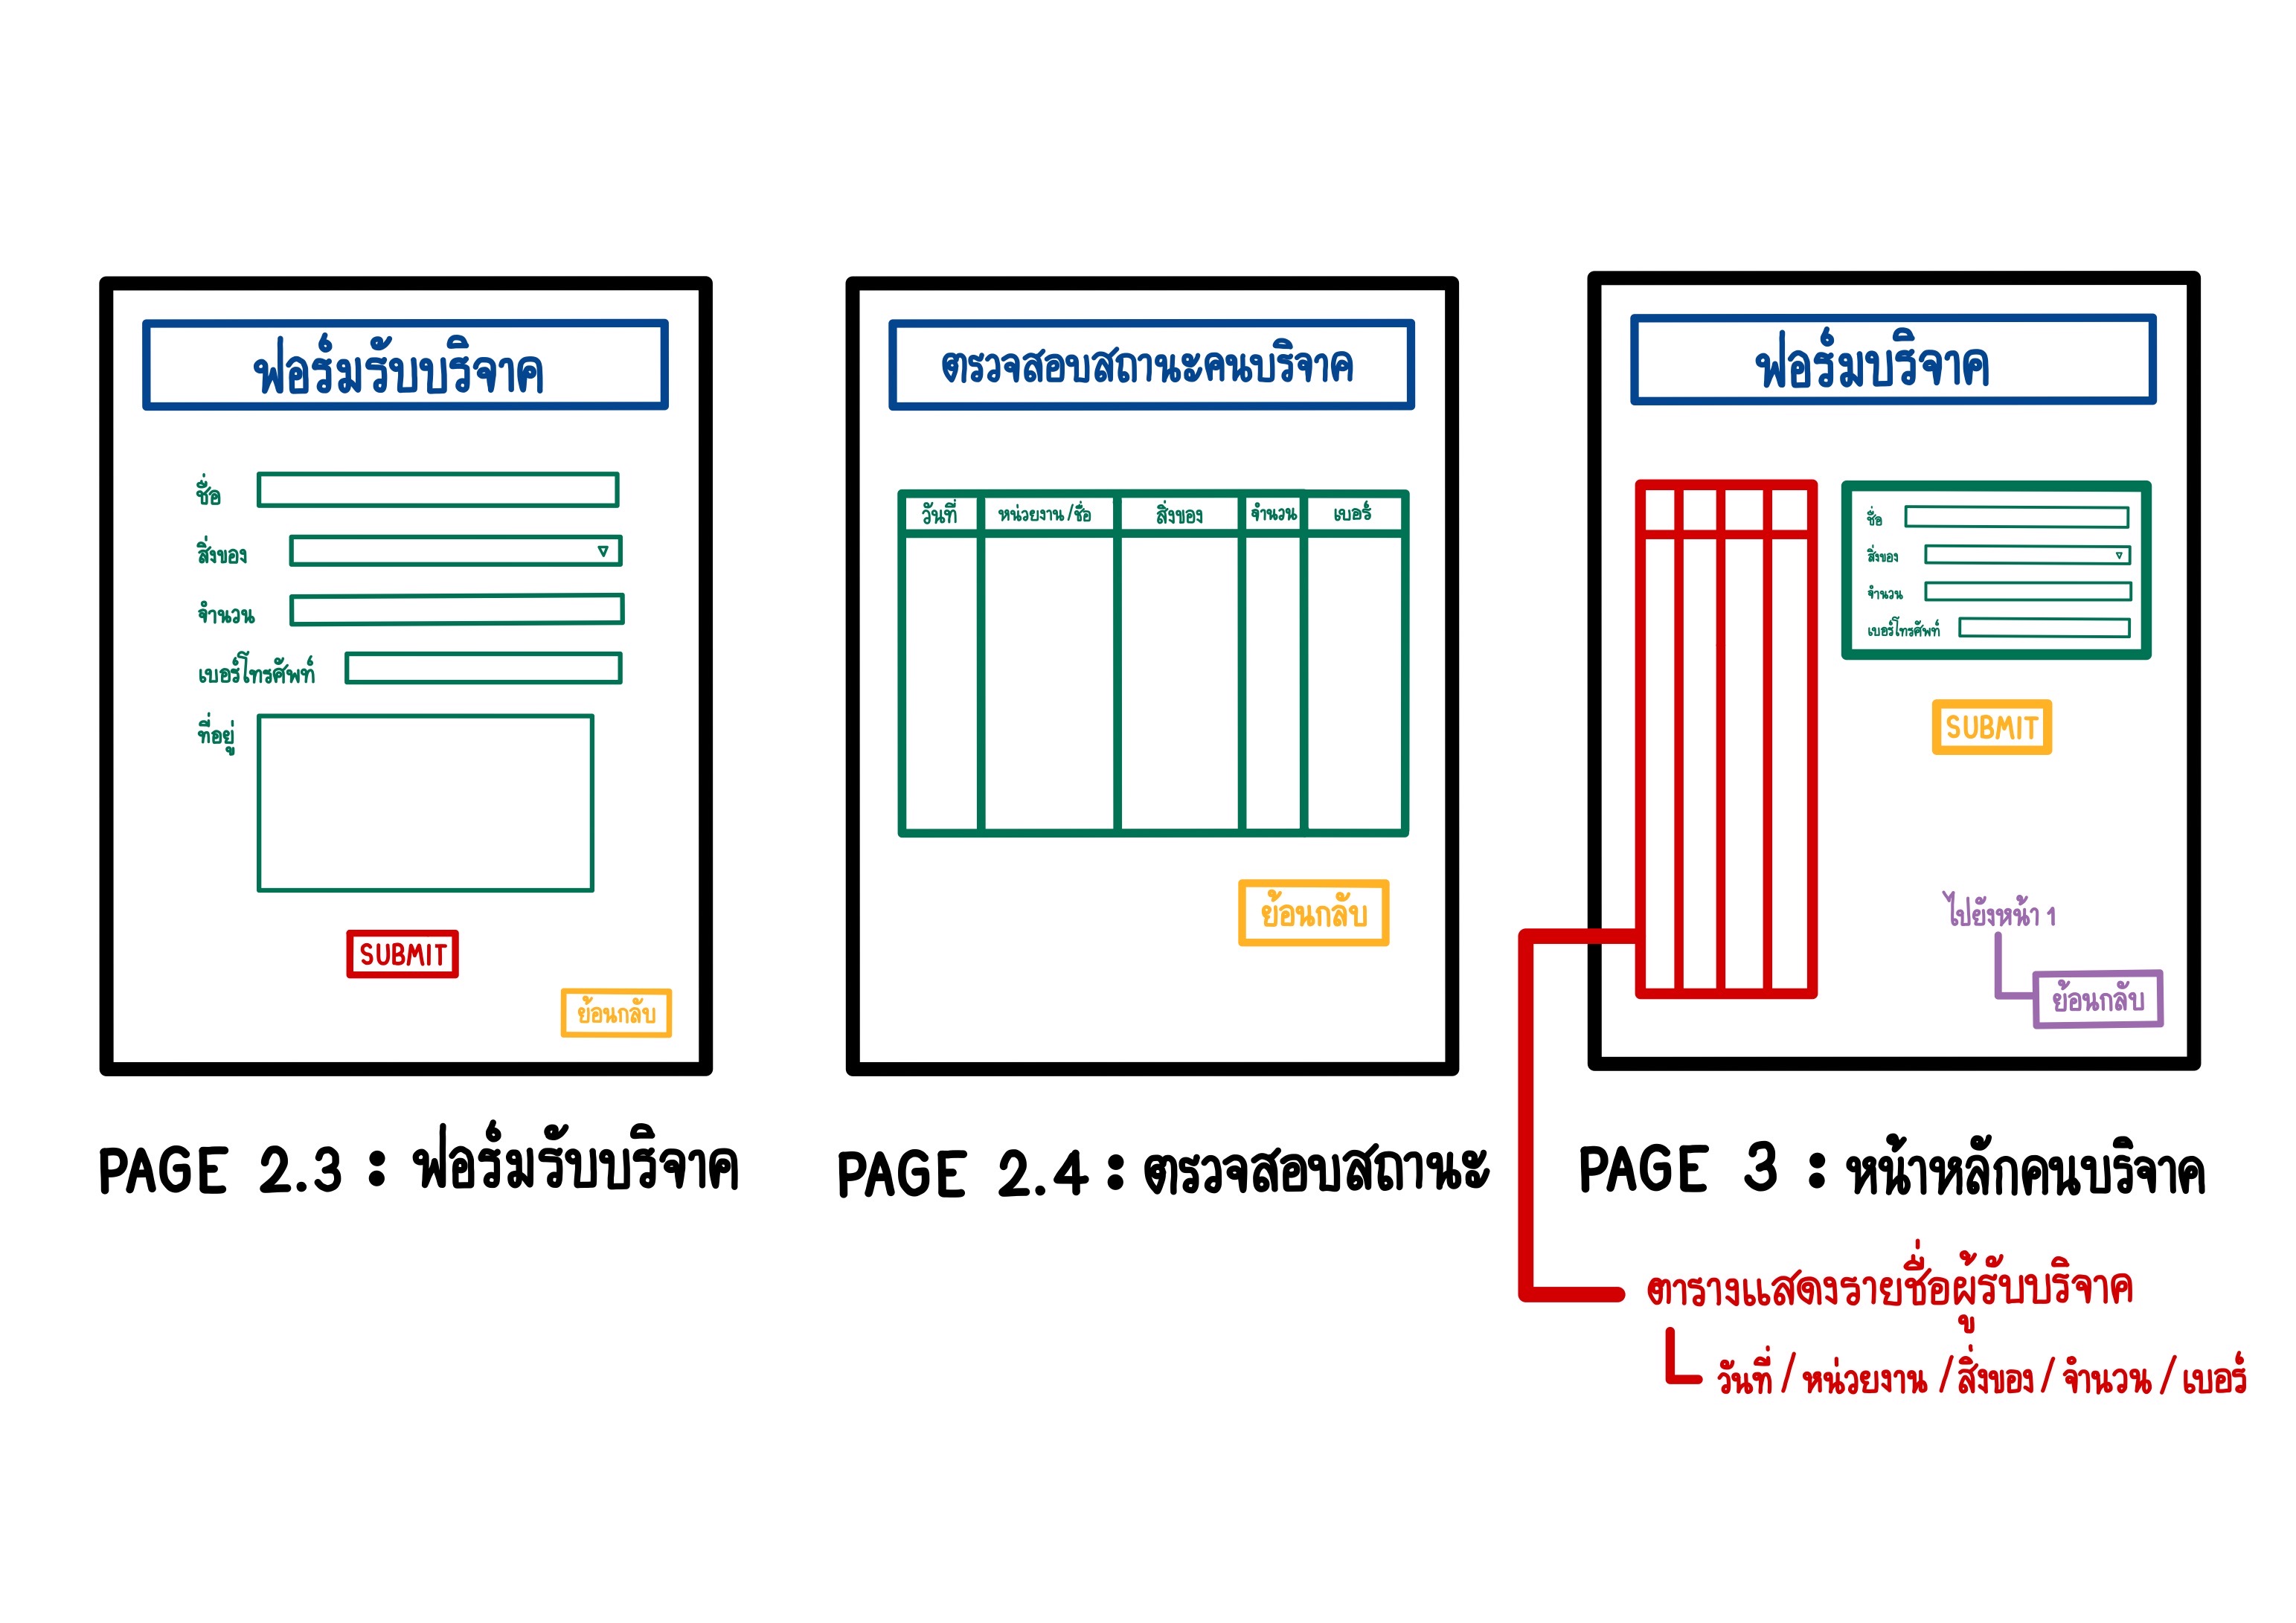 ฟอร์มรับบริจาค
ชื่อ
สิ่งของ
จำนวน
เบอร์โทรศัพท์
ที่อยู่
SUBMIT
ย้อนกลับ
PAGE 2.3 : ฟอร์มรับบริจาค
ตรวจสอบสถานะคนบริจาค
วันที่ หน่วยงาน/ชื่อ สิ่งของ จำนวน เบอร์
ย้อนกลับ
PAGE 2.4 : ตรวจสอบสถานะ
ฟอร์มบริจาค
ชื่อ
สิ่งของ
จำนวน
เบอร์โทรศัพท์
SUBMIT
ไปยังหน้า 1
ย้อนกลับ
PAGE 3 : หน้าหลักคนบริจาค
ตารางแสดงรายชื่อผู้รับบริจาค
วันที่ / หน่วยงาน / สิ่งของ / จำนวน / เบอร์